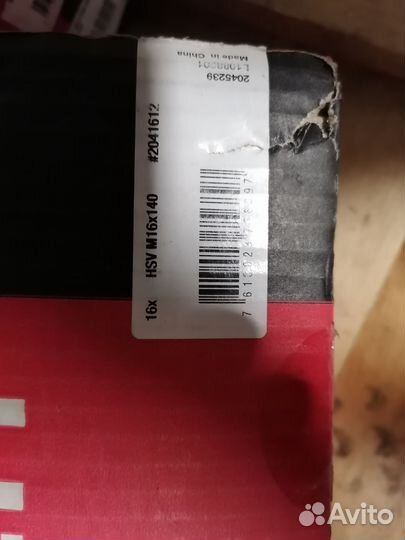 16x HSV M16x140 #2041612
2045239
Made in China
Avito